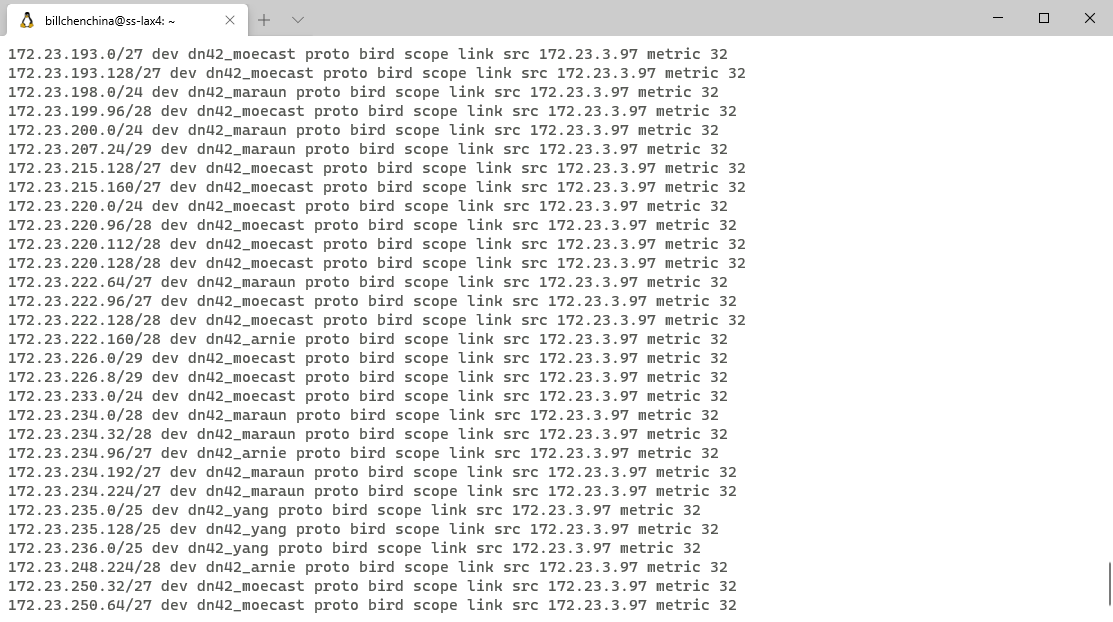 billchenchina@ss-lax4: ~
172.23.193.0/27 dev dn42_moecast proto bird scope link src 172.23.3.97 metric 32
172.23.193.128/27 dev dn42_moecast proto bird scope link src 172.23.3.97 metric 32
172.23.198.0/24 dev dn42_maraun proto bird scope link src 172.23.3.97 metric 32
172.23.199.96/28 dev dn42_moecast proto bird scope link src 172.23.3.97 metric 32
172.23.200.0/24 dev dn42_maraun proto bird scope link src 172.23.3.97 metric 32
172.23.207.24/29 dev dn42_maraun proto bird scope link src 172.23.3.97 metric 32
172.23.215.128/27 dev dn42_moecast proto bird scope link src 172.23.3.97 metric 32
172.23.215.160/27 dev dn42_moecast proto bird scope link src 172.23.3.97 metric 32
172.23.220.0/24 dev dn42_moecast proto bird scope link src 172.23.3.97 metric 32
172.23.220.96/28 dev dn42_moecast proto bird scope link src 172.23.3.97 metric 32
172.23.220.112/28 dev dn42_moecast proto bird scope link src 172.23.3.97 metric 32
172.23.220.128/28 dev dn42_moecast proto bird scope link src 172.23.3.97 metric 32
172.23.222.64/27 dev dn42_maraun proto bird scope link src 172.23.3.97 metric 32
172.23.222.96/27 dev dn42_moecast proto bird scope link src 172.23.3.97 metric 32
172.23.222.128/28 dev dn42_moecast proto bird scope link src 172.23.3.97 metric 32
172.23.222.160/28 dev dn42_arnie proto bird scope link src 172.23.3.97 metric 32
172.23.226.0/29 dev dn42_moecast proto bird scope link src 172.23.3.97 metric 32
172.23.226.8/29 dev dn42_moecast proto bird scope link src 172.23.3.97 metric 32
172.23.233.0/24 dev dn42_moecast proto bird scope link src 172.23.3.97 metric 32
172.23.234.0/28 dev dn42_maraun proto bird scope link src 172.23.3.97 metric 32
172.23.234.32/28 dev dn42_maraun proto bird scope link src 172.23.3.97 metric 32
172.23.234.96/27 dev dn42_arnie proto bird scope link src 172.23.3.97 metric 32
172.23.234.192/27 dev dn42_maraun proto bird scope link src 172.23.3.97 metric 32
172.23.234.224/27 dev dn42_maraun proto bird scope link src 172.23.3.97 metric 32
172.23.235.0/25 dev dn42_yang proto bird scope link src 172.23.3.97 metric 32
172.23.235.128/25 dev dn42_yang proto bird scope link src 172.23.3.97 metric 32
172.23.236.0/25 dev dn42_yang proto bird scope link src 172.23.3.97 metric 32
172.23.248.224/28 dev dn42_arnie proto bird scope link src 172.23.3.97 metric 32
172.23.250.32/27 dev dn42_moecast proto bird scope link src 172.23.3.97 metric 32
172.23.250.64/27 dev dn42_moecast proto bird scope link src 172.23.3.97 metric 32